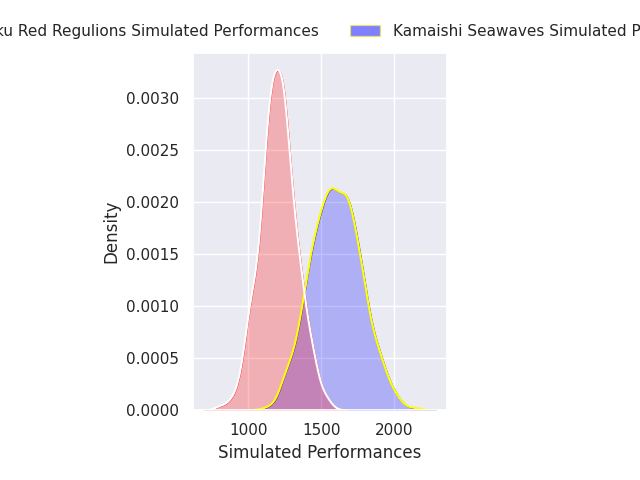 Red Regulions Simulated Performances
Kamaishi Seawaves Simulated
0.0030
0.0025
0.0020
0.0015
0.0010
0.0005
0.0000
Density
1000 1500 2000
Simulated Performances